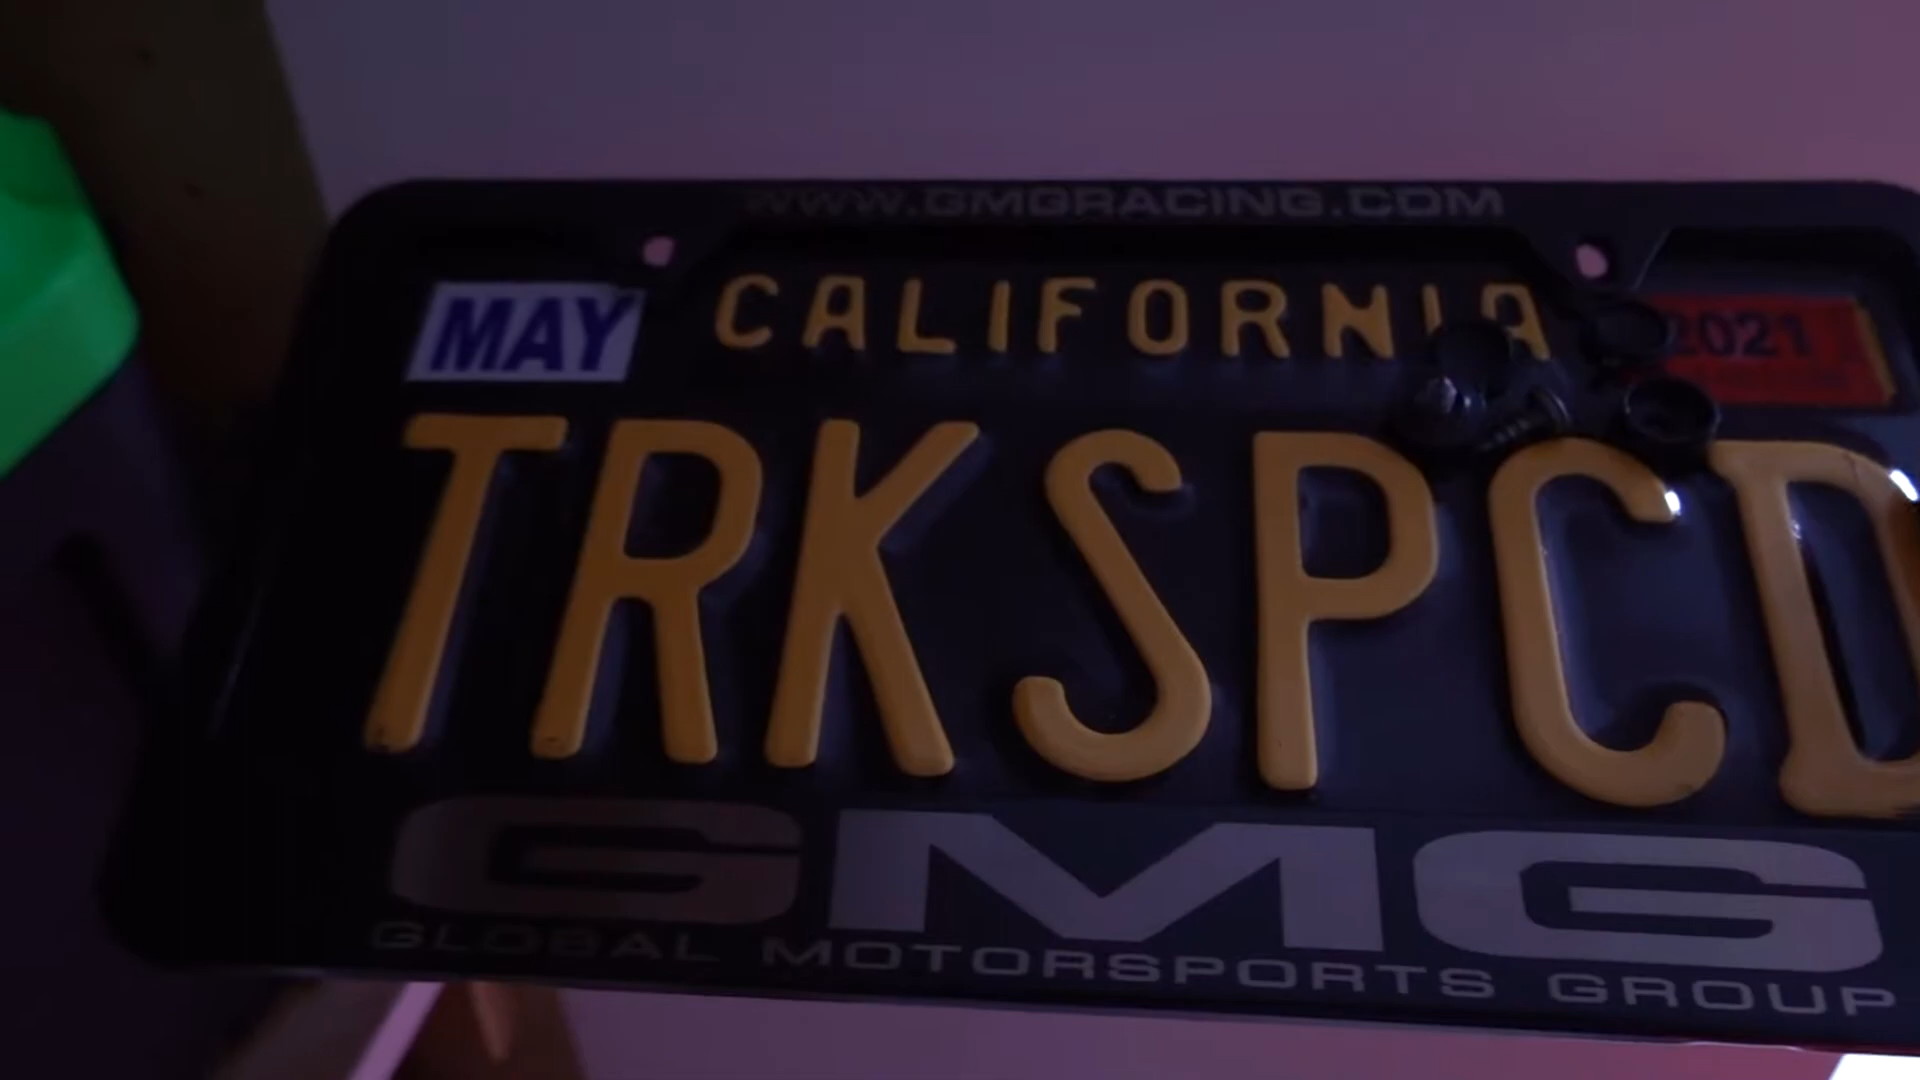 WWW.GMGRACING.COM
MAY CALIFORNIA 2021
TRKSPCD
GMG
GLOBAL MOTORSPORTS GROUP